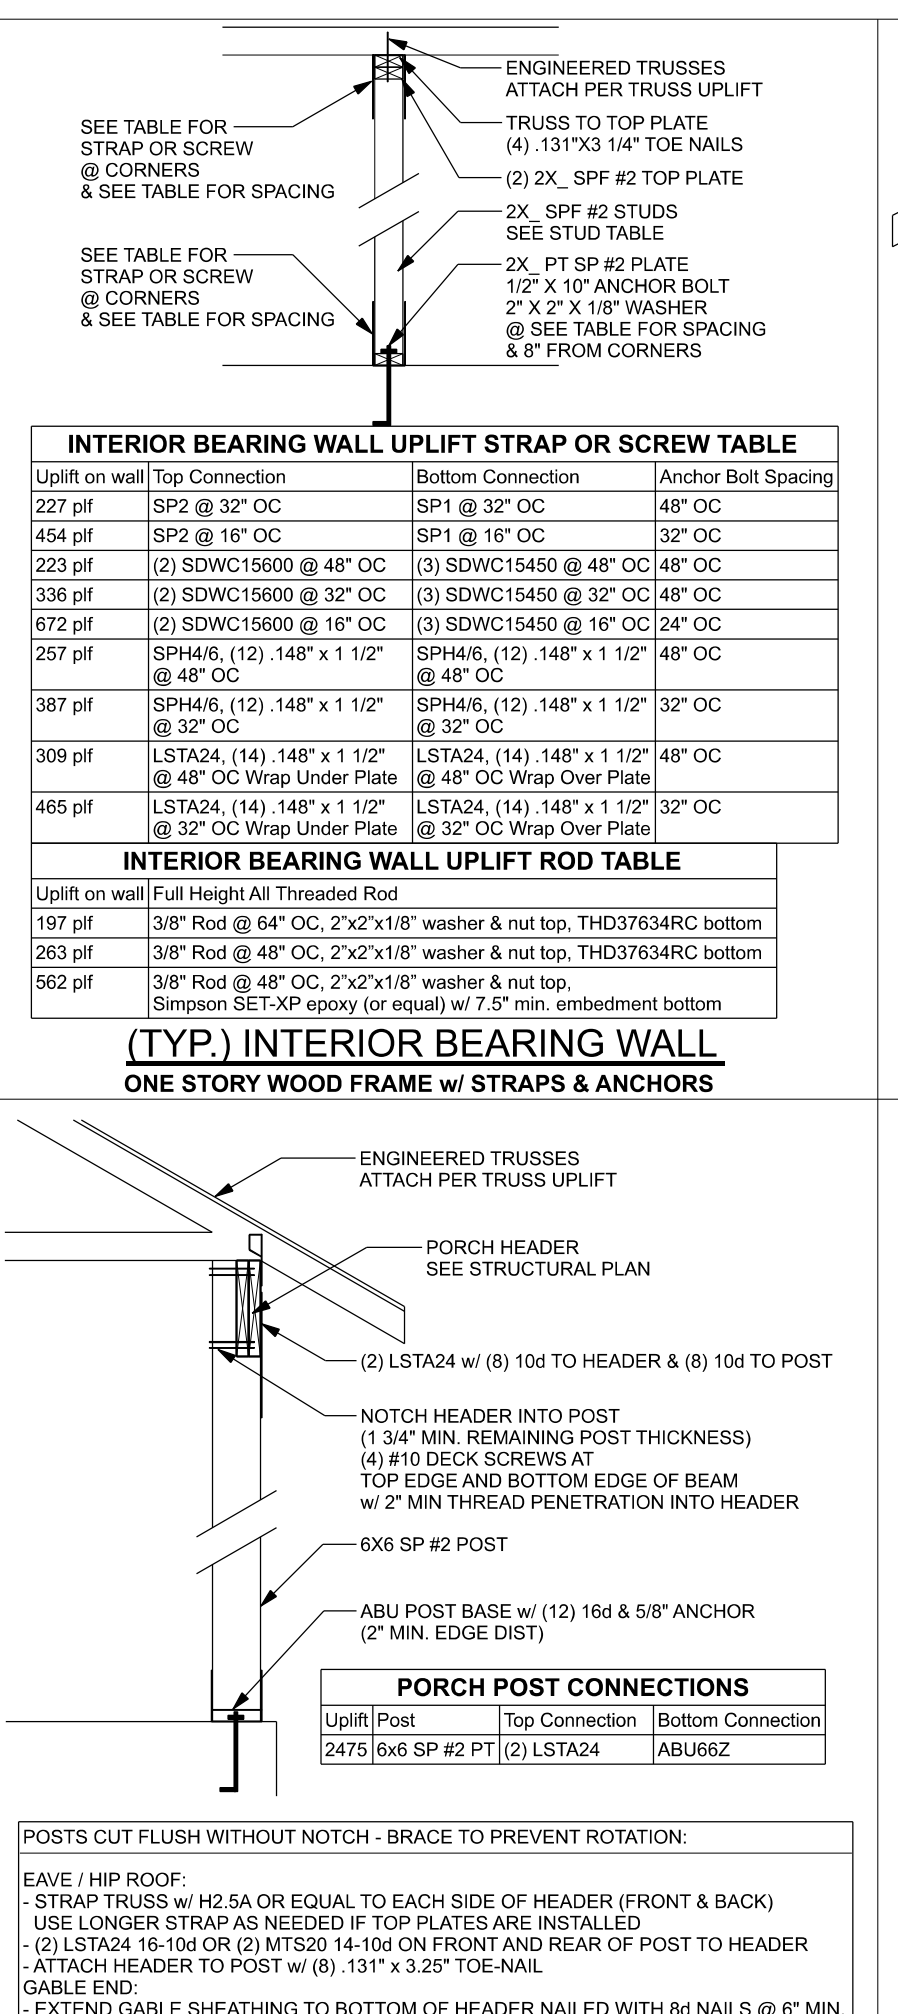 ENGINEERED TRUSSES
ATTACH PER TRUSS UPLIFT
TRUSS TO TOP PLATE
(4) .131"X3 1/4" TOE NAILS
(2) 2X_ SPF #2 TOP PLATE
2X_ SPF #2 STUDS
SEE STUD TABLE
2X_ PT SP #2 PLATE
1/2" X 10" ANCHOR BOLT
2" X 2" X 1/8" WASHER
@ SEE TABLE FOR SPACING
& 8" FROM CORNERS
SEE TABLE FOR
STRAP OR SCREW
@ CORNERS
& SEE TABLE FOR SPACING
SEE TABLE FOR
STRAP OR SCREW
@ CORNERS
& SEE TABLE FOR SPACING
INTERIOR BEARING WALL UPLIFT STRAP OR SCREW TABLE
Uplift on wall Top Connection Bottom Connection Anchor Bolt Spacing
227 plf SP2 @ 32" OC SP1 @ 32" OC 48" OC
454 plf SP2 @ 16" OC SP1 @ 16" OC 32" OC
223 plf (2) SDWC15600 @ 48" OC (3) SDWC15450 @ 48" OC 48" OC
336 plf (2) SDWC15600 @ 32" OC (3) SDWC15450 @ 32" OC 48" OC
672 plf (2) SDWC15600 @ 16" OC (3) SDWC15450 @ 16" OC 24" OC
257 plf SPH4/6, (12) .148" x 1 1/2" SPH4/6, (12) .148" x 1 1/2" 48" OC
@ 48" OC @ 48" OC
387 plf SPH4/6, (12) .148" x 1 1/2" SPH4/6, (12) .148" x 1 1/2" 32" OC
@ 32" OC @ 32" OC
309 plf LSTA24, (14) .148" x 1 1/2" LSTA24, (14) .148" x 1 1/2" 48" OC
@ 48" OC Wrap Under Plate @ 48" OC Wrap Over Plate
465 plf LSTA24, (14) .148" x 1 1/2" LSTA24, (14) .148" x 1 1/2" 32" OC
@ 32" OC Wrap Under Plate @ 32" OC Wrap Over Plate
INTERIOR BEARING WALL UPLIFT ROD TABLE
Uplift on wall Full Height All Threaded Rod
197 plf 3/8" Rod @ 64" OC, 2”x2”x1/8” washer & nut top, THD37634RC bottom
263 plf 3/8" Rod @ 48" OC, 2”x2”x1/8” washer & nut top, THD37634RC bottom
562 plf 3/8" Rod @ 48" OC, 2”x2”x1/8” washer & nut top,
Simpson SET-XP epoxy (or equal) w/ 7.5" min. embedment bottom
(TYP.) INTERIOR BEARING WALL
ONE STORY WOOD FRAME w/ STRAPS & ANCHORS
ENGINEERED TRUSSES
ATTACH PER TRUSS UPLIFT
PORCH HEADER
SEE STRUCTURAL PLAN
(2) LSTA24 w/ (8) 10d TO HEADER & (8) 10d TO POST
NOTCH HEADER INTO POST
(1 3/4" MIN. REMAINING POST THICKNESS)
(4) #10 DECK SCREWS AT
TOP EDGE AND BOTTOM EDGE OF BEAM
w/ 2" MIN THREAD PENETRATION INTO HEADER
6X6 SP #2 POST
ABU POST BASE w/ (12) 16d & 5/8" ANCHOR
(2" MIN. EDGE DIST)
PORCH POST CONNECTIONS
Uplift Post Top Connection Bottom Connection
2475 6x6 SP #2 PT (2) LSTA24 ABU66Z
POSTS CUT FLUSH WITHOUT NOTCH - BRACE TO PREVENT ROTATION:
EAVE / HIP ROOF:
- STRAP TRUSS w/ H2.5A OR EQUAL TO EACH SIDE OF HEADER (FRONT & BACK)
USE LONGER STRAP AS NEEDED IF TOP PLATES ARE INSTALLED
- (2) LSTA24 16-10d OR (2) MTS20 14-10d ON FRONT AND REAR OF POST TO HEADER
- ATTACH HEADER TO POST w/ (8) .131" x 3.25" TOE-NAIL
GABLE END:
- EXTEND GABLE SHEATHING TO BOTTOM OF HEADER NAILED WITH 8d NAILS @ 6" MIN.